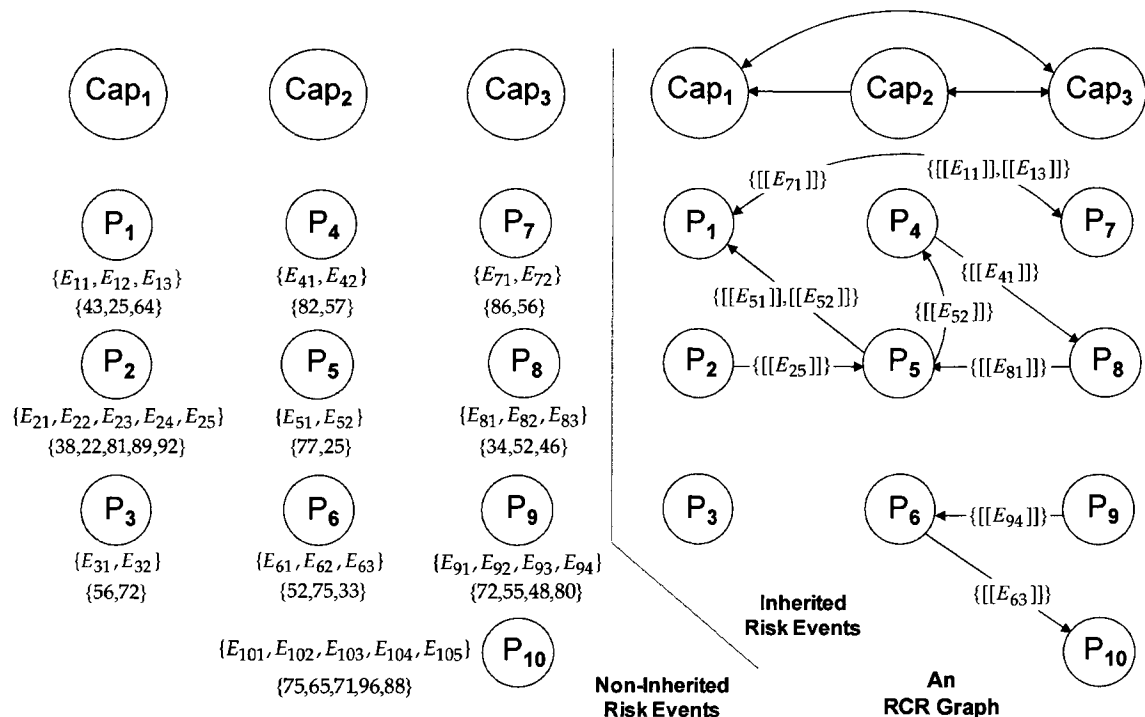 Cap₁ Cap₂ Cap₃ Cap₁ Cap₂ Cap₃
{[[E₇₁]]} {[[E₁₁]],[[E₁₃]]}
P₁ P₄ P₇ P₁ P₄ P₇
{E₁₁,E₁₂,E₁₃} {E₄₁,E₄₂} {E₇₁,E₇₂} {[[E₄₁]]}
{43,25,64} {82,57} {86,56} {[[E₅₁]],[[E₅₂]]} {[[E₅₂]]}
P₂ P₅ P₈ P₂ {[[E₂₅]]} P₅ {[[E₈₁]]} P₈
{E₂₁,E₂₂,E₂₃,E₂₄,E₂₅} {E₅₁,E₅₂} {E₈₁,E₈₂,E₈₃}
{38,22,81,89,92} {77,25} {34,52,46}
P₃ P₆ P₉ P₃ P₆ {[[E₉₄]]} P₉
{E₃₁,E₃₂} {E₆₁,E₆₂,E₆₃} {E₉₁,E₉₂,E₉₃,E₉₄}
{56,72} {52,75,33} {72,55,48,80} {[[E₆₃]]}
Inherited
Risk Events
{E₁₀₁,E₁₀₂,E₁₀₃,E₁₀₄,E₁₀₅} P₁₀ P₁₀
{75,65,71,96,88}
Non-Inherited
Risk Events
An
RCR Graph